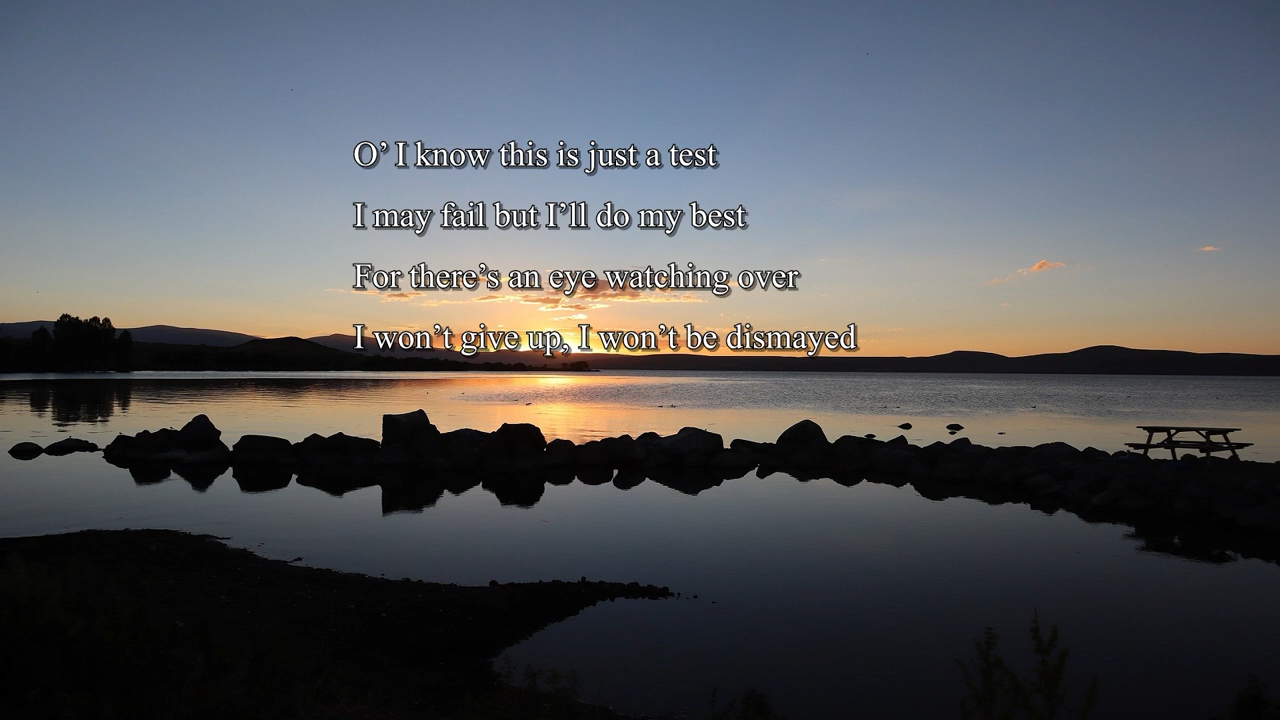 O’ I know this is just a test
I may fail but I’ll do my best
For there’s an eye watching over
I won’t give up, I won’t be dismayed